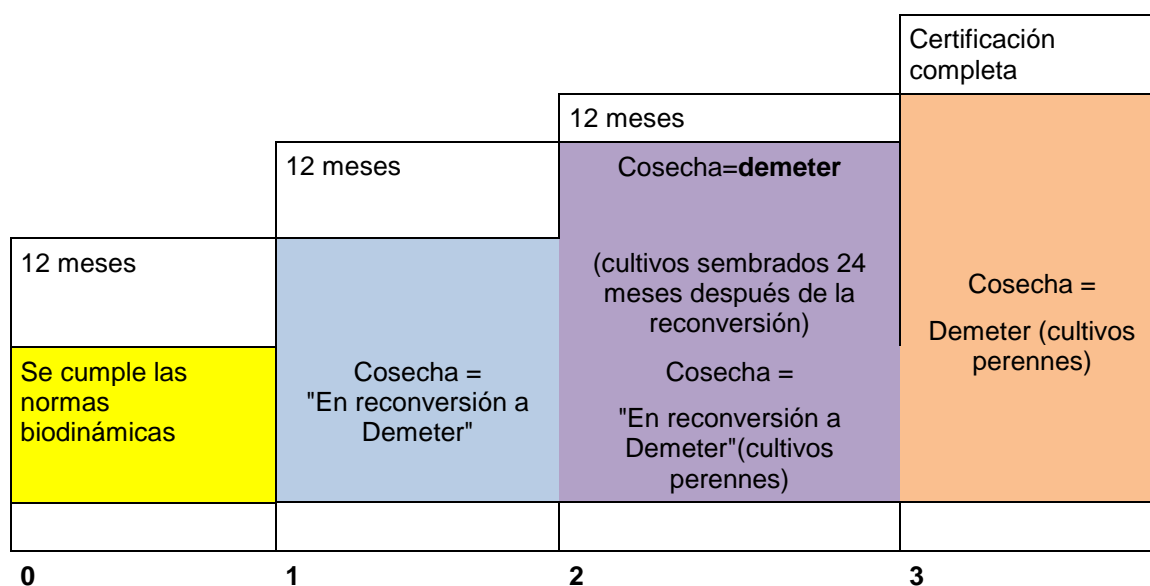 Certificación
completa
12 meses
12 meses
Cosecha=demeter
12 meses
(cultivos sembrados 24
meses después de la
reconversión)
Cosecha =
Demeter (cultivos
perennes)
Se cumple las
normas
biodinámicas
Cosecha =
"En reconversión a
Demeter"
Cosecha =
"En reconversión a
Demeter"(cultivos
perennes)
0
1
2
3